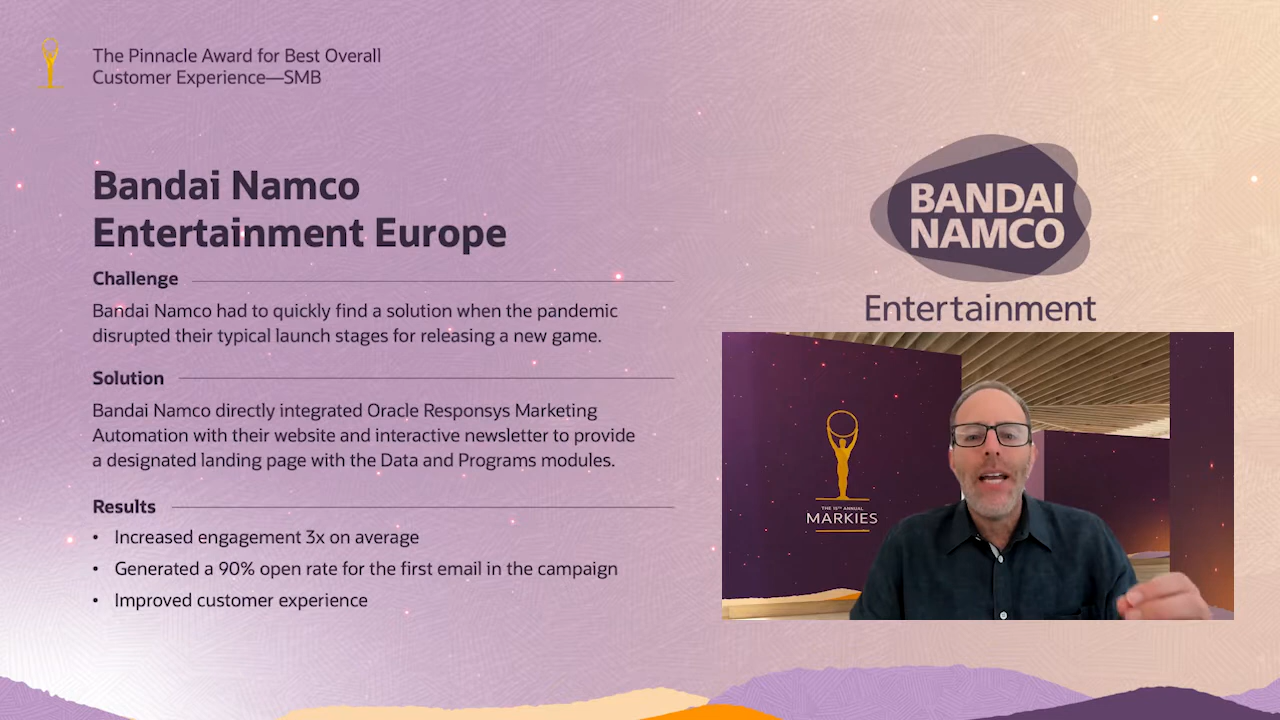 The Pinnacle Award for Best Overall
Customer Experience—SMB
Bandai Namco
Entertainment Europe
Challenge
Bandai Namco had to quickly find a solution when the pandemic
disrupted their typical launch stages for releasing a new game.
Solution
Bandai Namco directly integrated Oracle Responsys Marketing
Automation with their website and interactive newsletter to provide
a designated landing page with the Data and Programs modules.
Results
• Increased engagement 3x on average
• Generated a 90% open rate for the first email in the campaign
• Improved customer experience
BANDAI
NAMCO
Entertainment
THE 15TH ANNUAL
MARKIES